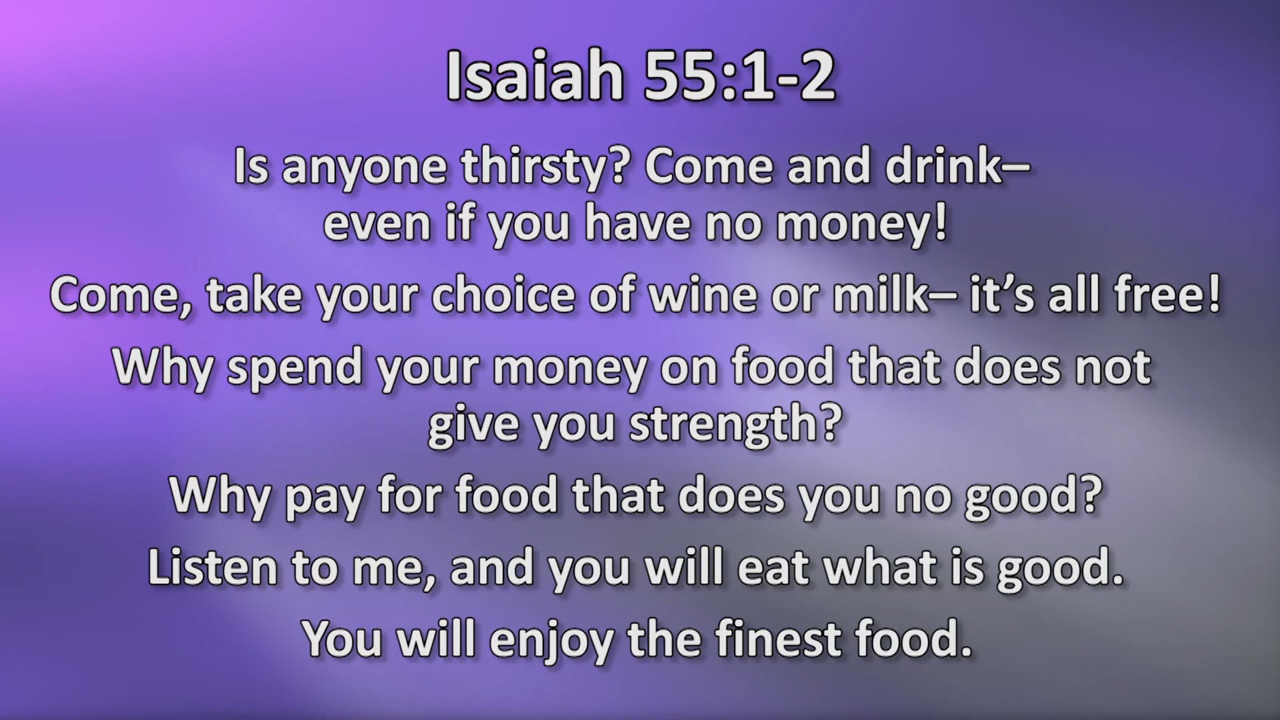 Isaiah 55:1-2
Is anyone thirsty? Come and drink–
even if you have no money!
Come, take your choice of wine or milk– it’s all free!
Why spend your money on food that does not
give you strength?
Why pay for food that does you no good?
Listen to me, and you will eat what is good.
You will enjoy the finest food.